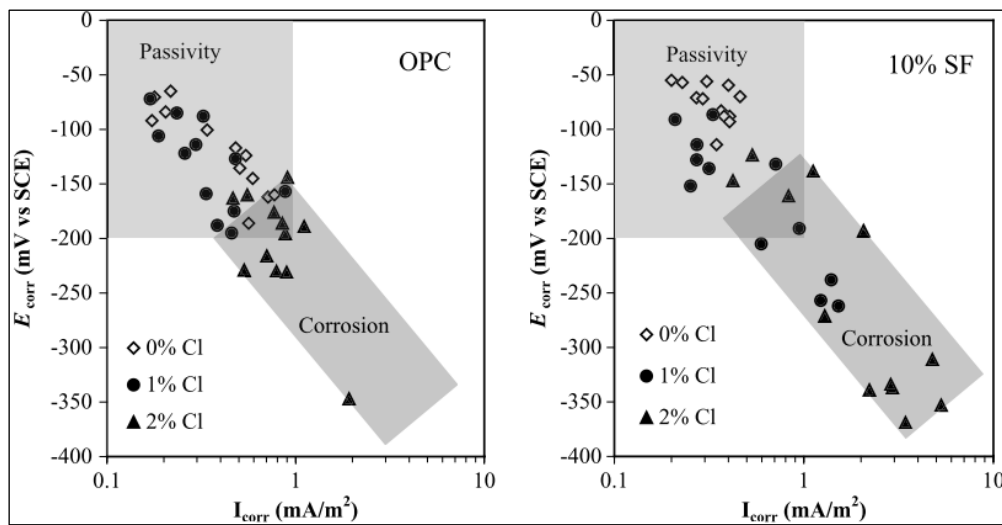 0
-50
-100
-150
-200
-250
-300
-350
-400
E corr (mV vs SCE)
Passivity
OPC
Corrosion
0% Cl
1% Cl
2% Cl
0.1
1
10
Icorr (mA/m²)
0
-50
-100
-150
-200
-250
-300
-350
-400
E corr (mV vs SCE)
Passivity
10% SF
0% Cl
Corrosion
1% Cl
2% Cl
0.1
1
10
Icorr (mA/m²)